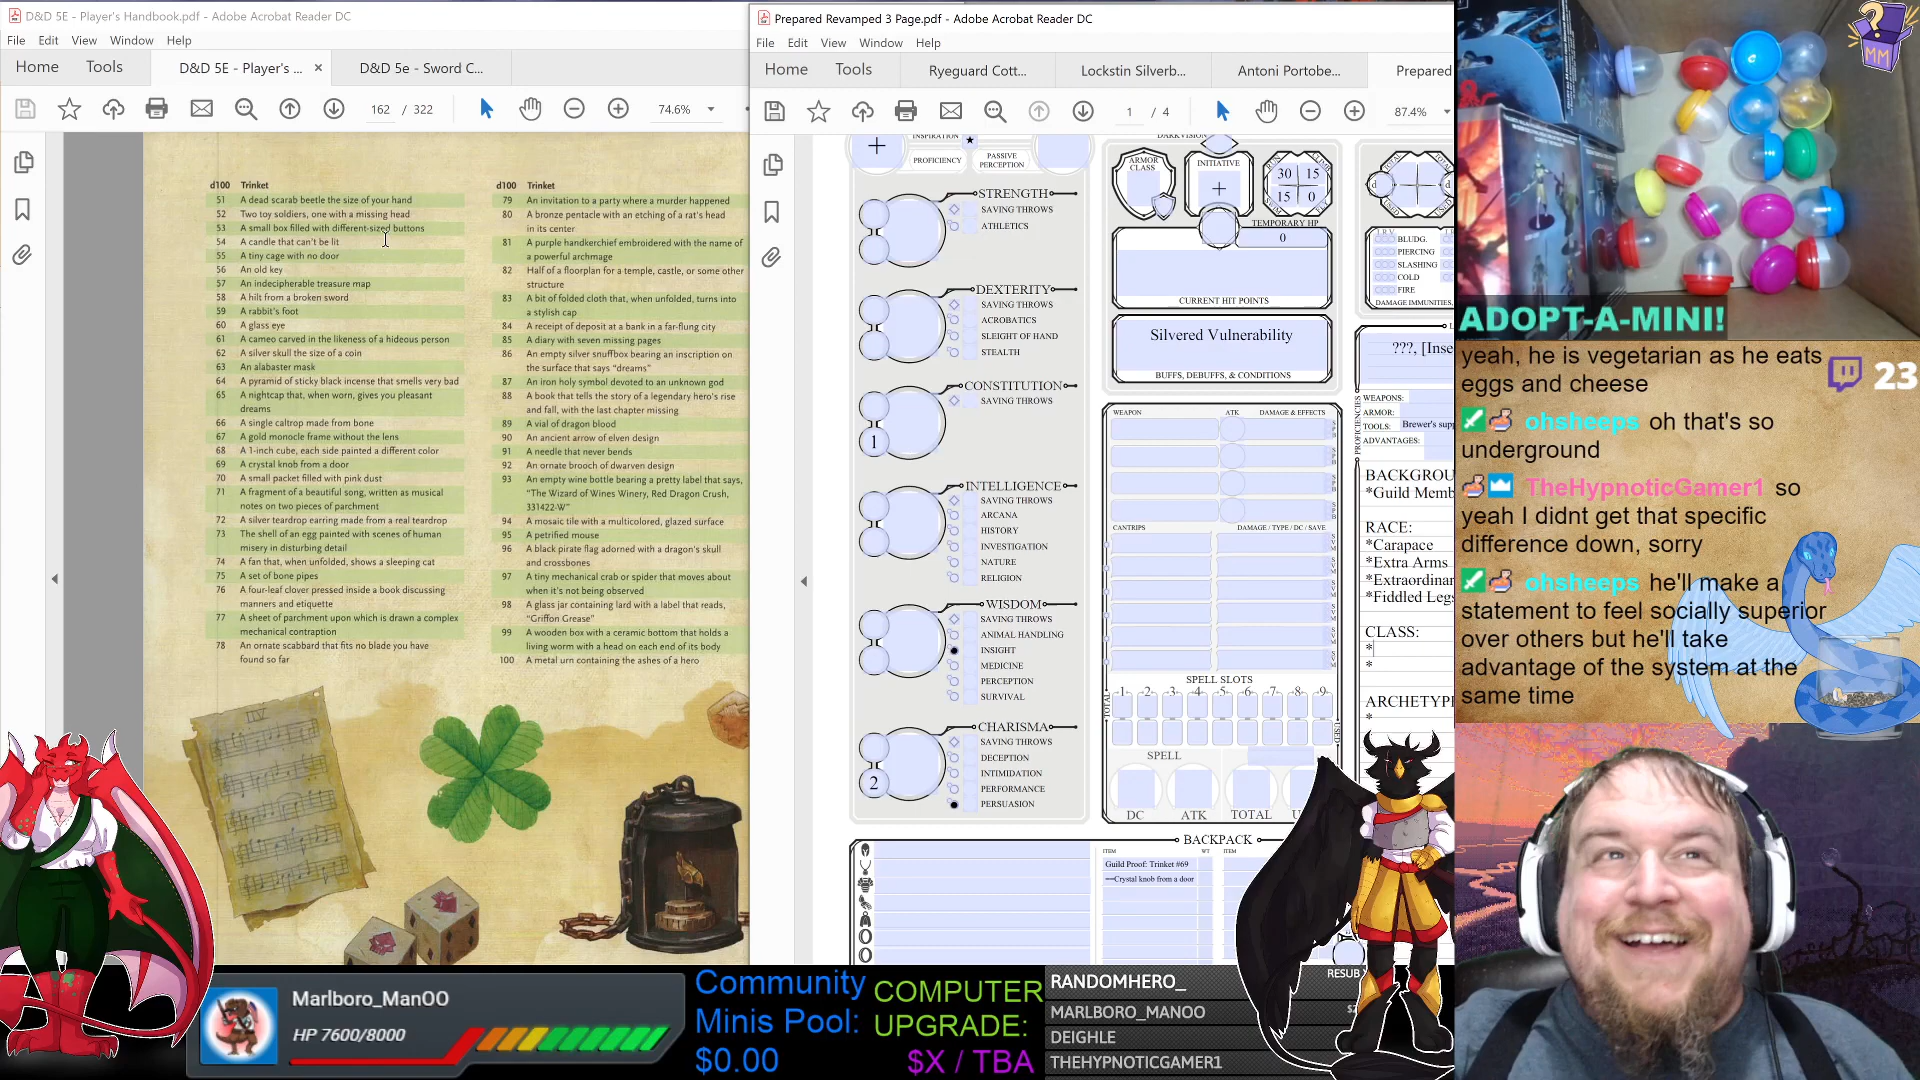 D&D 5E - Player's Handbook.pdf - Adobe Acrobat Reader DC
File Edit View Window Help
Home Tools D&D 5E - Player's ... × D&D 5e - Sword C...
162 / 322 74.6%
d100 Trinket
51 A dead scarab beetle the size of your hand
52 Two toy soldiers, one with a missing head
53 A small box filled with different-sized buttons
54 A candle that can't be lit
55 A tiny cage with no door
56 An old key
57 An indecipherable treasure map
58 A hilt from a broken sword
59 A rabbit's foot
60 A glass eye
61 A cameo carved in the likeness of a hideous person
62 A silver skull the size of a coin
63 An alabaster mask
64 A pyramid of sticky black incense that smells very bad
65 A nightcap that, when worn, gives you pleasant
dreams
66 A single caltrop made from bone
67 A gold monocle frame without the lens
68 A 1-inch cube, each side painted a different color
69 A crystal knob from a door
70 A small packet filled with pink dust
71 A fragment of a beautiful song, written as musical
notes on two pieces of parchment
72 A silver teardrop earring made from a real teardrop
73 The shell of an egg painted with scenes of human
misery in disturbing detail
74 A fan that, when unfolded, shows a sleeping cat
75 A set of bone pipes
76 A four-leaf clover pressed inside a book discussing
manners and etiquette
77 A sheet of parchment upon which is drawn a complex
mechanical contraption
78 An ornate scabbard that fits no blade you have
found so far
d100 Trinket
79 An invitation to a party where a murder happened
80 A bronze pentacle with an etching of a rat's head
in its center
81 A purple handkerchief embroidered with the name of
a powerful archmage
82 Half of a floorplan for a temple, castle, or some other
structure
83 A bit of folded cloth that, when unfolded, turns into
a stylish cap
84 A receipt of deposit at a bank in a far-flung city
85 A diary with seven missing pages
86 An empty silver snuffbox bearing an inscription on
the surface that says "dreams"
87 An iron holy symbol devoted to an unknown god
88 A book that tells the story of a legendary hero's rise
and fall, with the last chapter missing
89 A vial of dragon blood
90 An ancient arrow of elven design
91 A needle that never bends
92 An ornate brooch of dwarven design
93 An empty wine bottle bearing a pretty label that says,
"The Wizard of Wines Winery, Red Dragon Crush,
331422-W"
94 A mosaic tile with a multicolored, glazed surface
95 A petrified mouse
96 A black pirate flag adorned with a dragon's skull
and crossbones
97 A tiny mechanical crab or spider that moves about
when it's not being observed
98 A glass jar containing lard with a label that reads,
"Griffon Grease"
99 A wooden box with a ceramic bottom that holds a
living worm with a head on each end of its body
100 A metal urn containing the ashes of a hero
Prepared Revamped 3 Page.pdf - Adobe Acrobat Reader DC
File Edit View Window Help
Home Tools Ryeguard Cott... Lockstin Silverb... Antoni Portobe... Prepared
1 / 4 87.4%
INSPIRATION
PROFICIENCY
PASSIVE
PERCEPTION
STRENGTH
SAVING THROWS
ATHLETICS
DEXTERITY
SAVING THROWS
ACROBATICS
SLEIGHT OF HAND
STEALTH
CONSTITUTION
SAVING THROWS
1
INTELLIGENCE
SAVING THROWS
ARCANA
HISTORY
INVESTIGATION
NATURE
RELIGION
WISDOM
SAVING THROWS
ANIMAL HANDLING
INSIGHT
MEDICINE
PERCEPTION
SURVIVAL
CHARISMA
SAVING THROWS
DECEPTION
INTIMIDATION
PERFORMANCE
PERSUASION
2
DARKVISION
ARMOR
CLASS
INITIATIVE
+
30 15
15 0
TEMPORARY HP
0
CURRENT HIT POINTS
Silvered Vulnerability
BUFFS, DEBUFFS, & CONDITIONS
WEAPON ATK DAMAGE & EFFECTS
CANTRIPS DAMAGE / TYPE / DC / SAVE
SPELL SLOTS
TOTAL -1- -2- -3- -4- -5- -6- -7- -8- -9- USED
SPELL
DC ATK TOTAL
BLUDG.
PIERCING
SLASHING
COLD
FIRE
DAMAGE IMMUNITIES,
???, [Inse
PROFICIENCIES
WEAPONS:
ARMOR:
TOOLS: Brewer's supp
ADVANTAGES:
BACKGROU
*Guild Memb
RACE:
*Carapace
*Extra Arms
*Extraordinar
*Fiddled Legs
CLASS:
*
*
ARCHETYP
*
BACKPACK
ITEM WT ITEM
Guild Proof: Trinket #69
—Crystal knob from a door
MM
ADOPT-A-MINI!
23
yeah, he is vegetarian as he eats
eggs and cheese
ohsheeps oh that's so
underground
TheHypnoticGamer1 so
yeah I didnt get that specific
difference down, sorry
ohsheeps he'll make a
statement to feel socially superior
over others but he'll take
advantage of the system at the
same time
Marlboro_Man00
HP 7600/8000
Community
Minis Pool:
$0.00
COMPUTER
UPGRADE:
$X / TBA
RANDOMHERO_ RESUB
MARLBORO_MANOO
DEIGHLE
THEHYPNOTICGAMER1